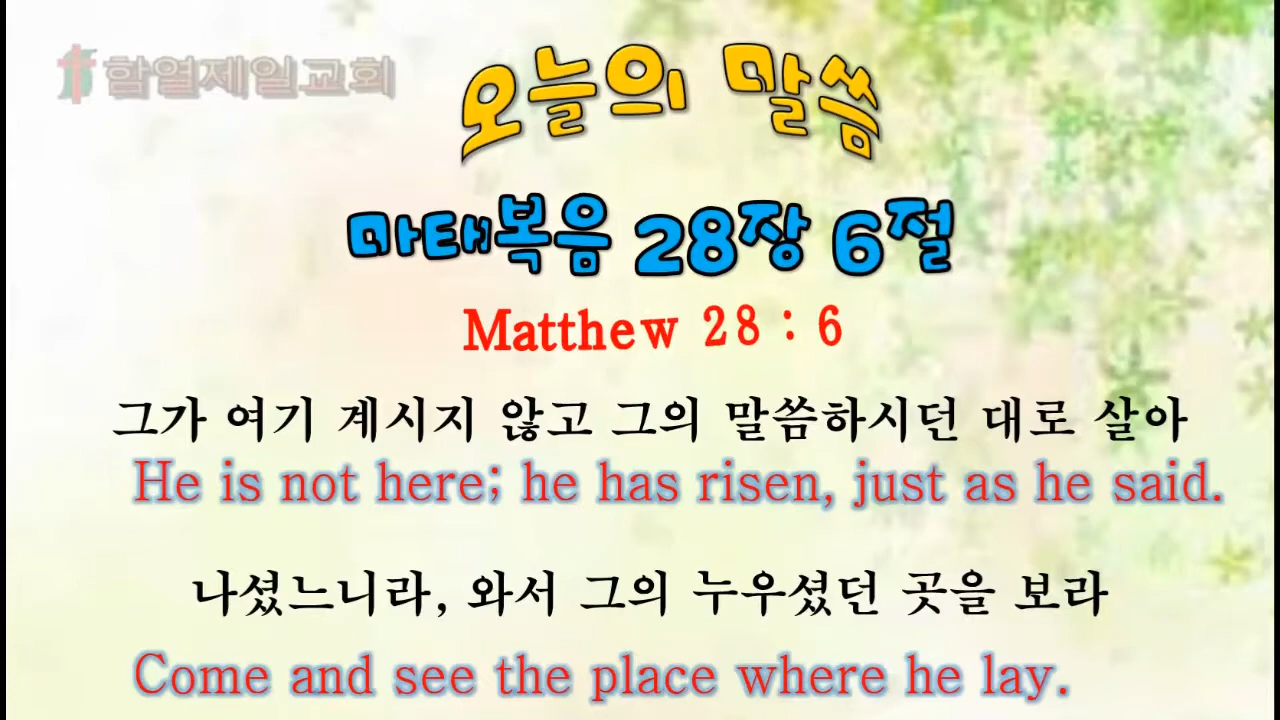 함열제일교회
오늘의 말씀
마태복음 28장 6절
Matthew 28 : 6
그가 여기 계시지 않고 그의 말씀하시던 대로 살아
He is not here; he has risen, just as he said.
나셨느니라, 와서 그의 누우셨던 곳을 보라
Come and see the place where he lay.